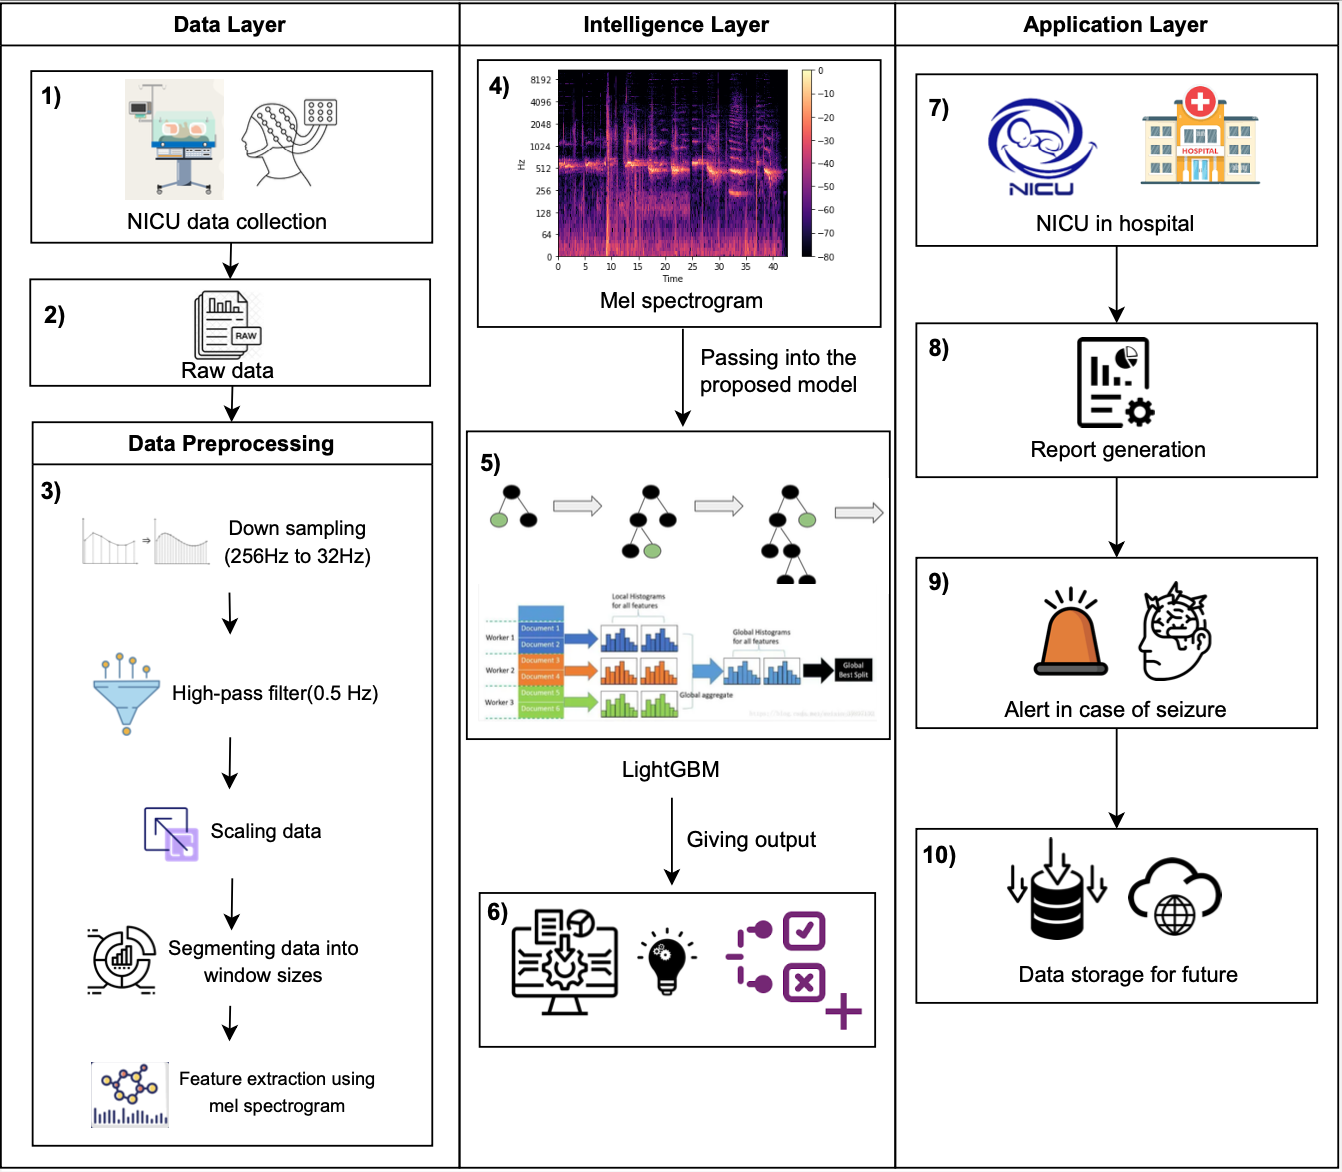 Data Layer
1)
NICU data collection
2)
RAW
Raw data
Data Preprocessing
3)
Down sampling
(256Hz to 32Hz)
High-pass filter(0.5 Hz)
Scaling data
Segmenting data into
window sizes
Feature extraction using
mel spectrogram
Intelligence Layer
4)
8192
4096
2048
1024
512
256
128
64
0
Hz
0 5 10 15 20 25 30 35 40
Time
0
−10
−20
−30
−40
−50
−60
−70
−80
Mel spectrogram
Passing into the
proposed model
5)
Local Histograms
for all features
Worker 1
Document 1
Document 2
Worker 2
Document 3
Document 4
Worker 3
Document 5
Document 6
Global Histograms
for all features
Global aggregate
Global
Best Split
LightGBM
Giving output
6)
Application Layer
7)
NICU
HOSPITAL
NICU in hospital
8)
Report generation
9)
Alert in case of seizure
10)
Data storage for future